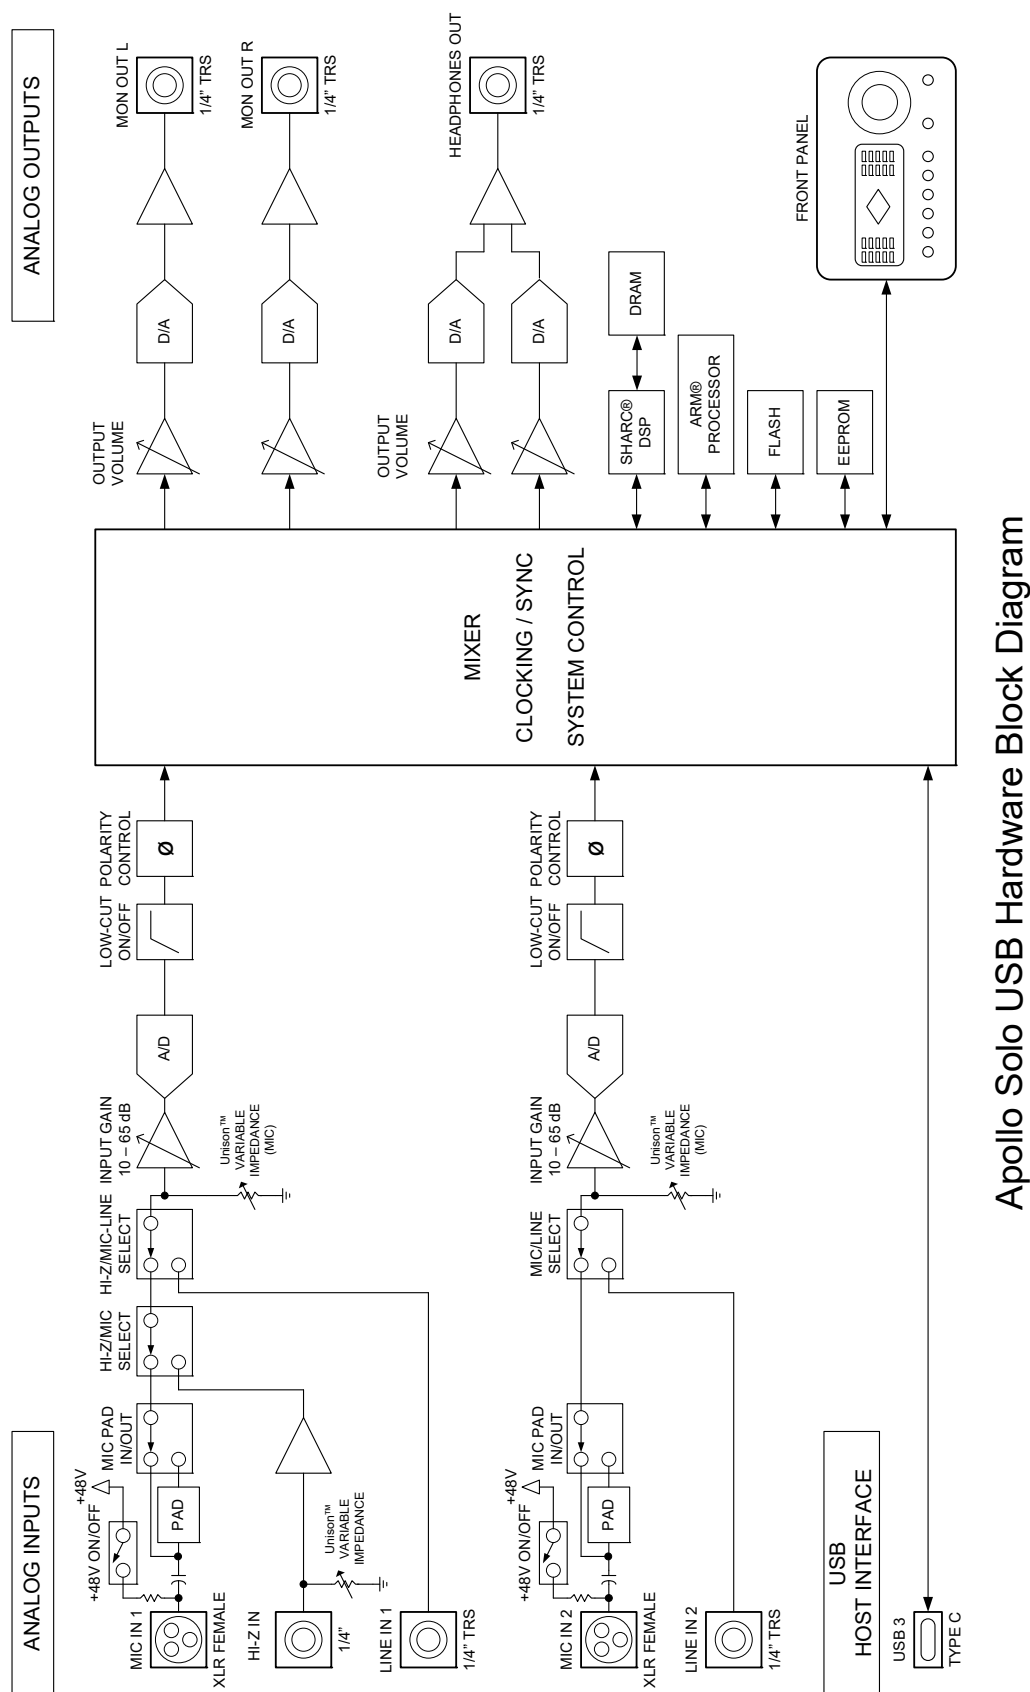 ANALOG INPUTS
ANALOG OUTPUTS
+48V ON/OFF
+48V
MIC IN 1
XLR FEMALE
PAD
MIC PAD
IN/OUT
HI-Z/MIC
SELECT
HI-Z/MIC-LINE
SELECT
INPUT GAIN
10 – 65 dB
Unison™
VARIABLE
IMPEDANCE
(MIC)
A/D
LOW-CUT
ON/OFF
POLARITY
CONTROL
Ø
HI-Z IN
1/4"
Unison™
VARIABLE
IMPEDANCE
LINE IN 1
1/4" TRS
+48V ON/OFF
+48V
MIC IN 2
XLR FEMALE
PAD
MIC PAD
IN/OUT
MIC/LINE
SELECT
INPUT GAIN
10 – 65 dB
Unison™
VARIABLE
IMPEDANCE
(MIC)
A/D
LOW-CUT
ON/OFF
POLARITY
CONTROL
Ø
LINE IN 2
1/4" TRS
USB
HOST INTERFACE
USB 3
TYPE C
MIXER
CLOCKING / SYNC
SYSTEM CONTROL
OUTPUT
VOLUME
D/A
MON OUT L
1/4" TRS
D/A
MON OUT R
1/4" TRS
OUTPUT
VOLUME
D/A
D/A
HEADPHONES OUT
1/4" TRS
SHARC®
DSP
DRAM
ARM®
PROCESSOR
FLASH
EEPROM
FRONT PANEL
Apollo Solo USB Hardware Block Diagram